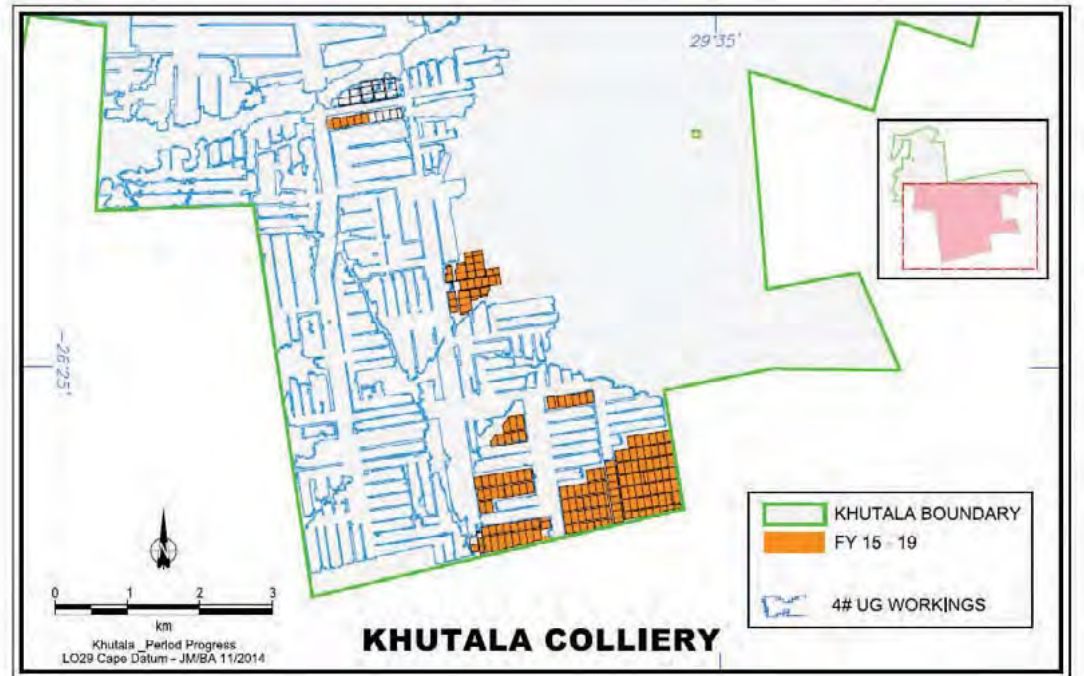 29°35'
-26°25'
KHUTALA BOUNDARY
FY 15 - 19
4# UG WORKINGS
0 1 2 3
km
Khutala _Period Progress
LO29 Cape Datum - JM/BA 11/2014
KHUTALA COLLIERY